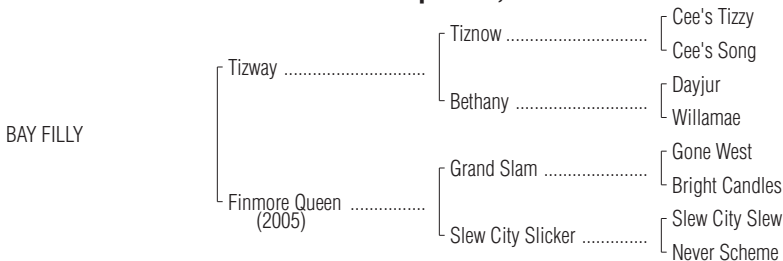 Cee's Tizzy
Tiznow
Cee's Song
Tizway
Dayjur
Bethany
Willamae
BAY FILLY
Gone West
Grand Slam
Bright Candles
Finmore Queen
(2005)
Slew City Slew
Slew City Slicker
Never Scheme